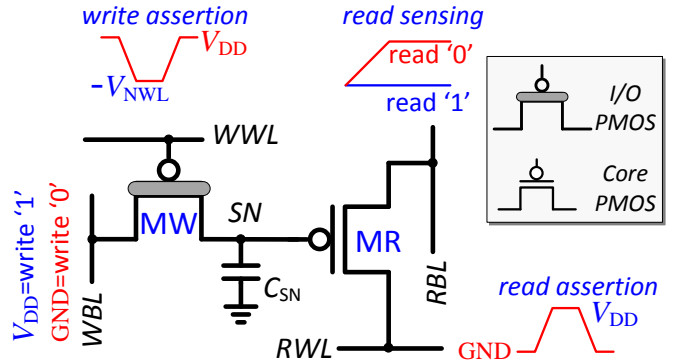 write assertion
V_DD
−V_NWL
read sensing
read ‘0’
read ‘1’
I/O
PMOS
Core
PMOS
WWL
MW
SN
MR
C_SN
V_DD=write ‘1’
GND=write ‘0’
WBL
RBL
RWL
read assertion
GND
V_DD